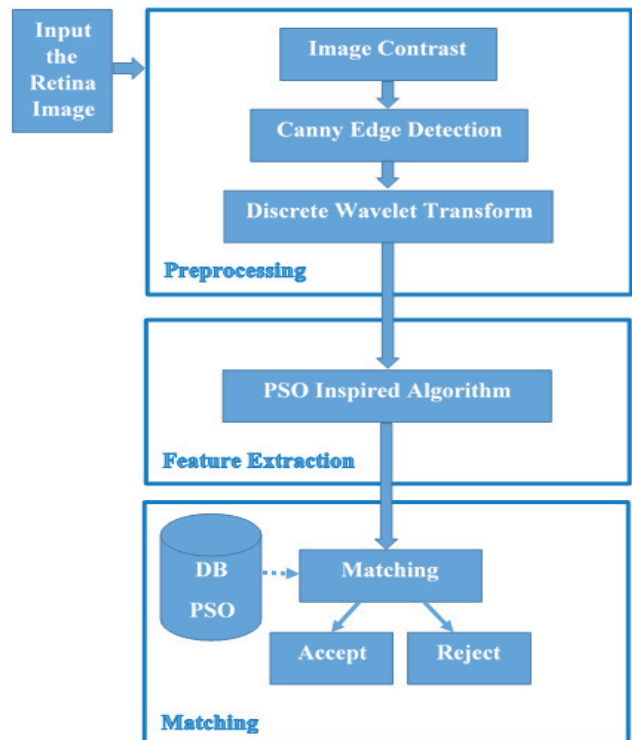 Input
the
Retina
Image
Image Contrast
Canny Edge Detection
Discrete Wavelet Transform
Preprocessing
PSO Inspired Algorithm
Feature Extraction
DB
PSO
Matching
Accept
Reject
Matching